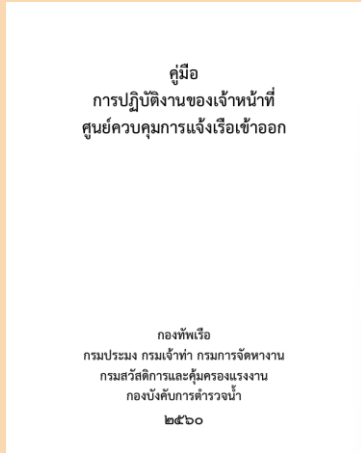 คู่มือ
การปฏิบัติงานของเจ้าหน้าที่
ศูนย์ควบคุมการแจ้งเรือเข้าออก
กองทัพเรือ
กรมประมง กรมเจ้าท่า กรมการจัดหางาน
กรมสวัสดิการและคุ้มครองแรงงาน
กองบังคับการตำรวจน้ำ
๒๕๖๐